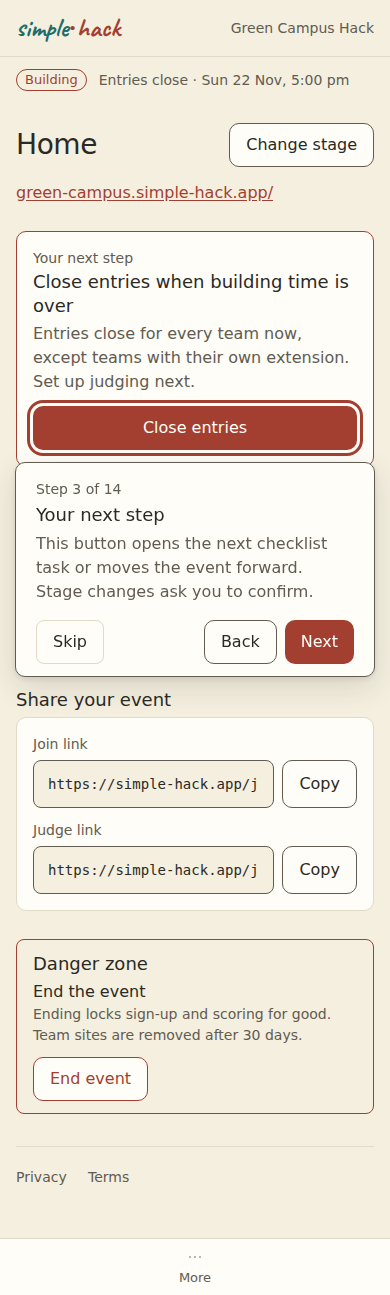 simple·hack
Green Campus Hack
Building
Entries close · Sun 22 Nov, 5:00 pm
Home
Change stage
green-campus.simple-hack.app/
Your next step
Close entries when building time is
over
Entries close for every team now,
except teams with their own extension.
Set up judging next.
Close entries
Step 3 of 14
Your next step
This button opens the next checklist
task or moves the event forward.
Stage changes ask you to confirm.
Skip
Back
Next
Share your event
Join link
https://simple-hack.app/j
Copy
Judge link
https://simple-hack.app/j
Copy
Danger zone
End the event
Ending locks sign-up and scoring for good.
Team sites are removed after 30 days.
End event
Privacy
Terms
...
More